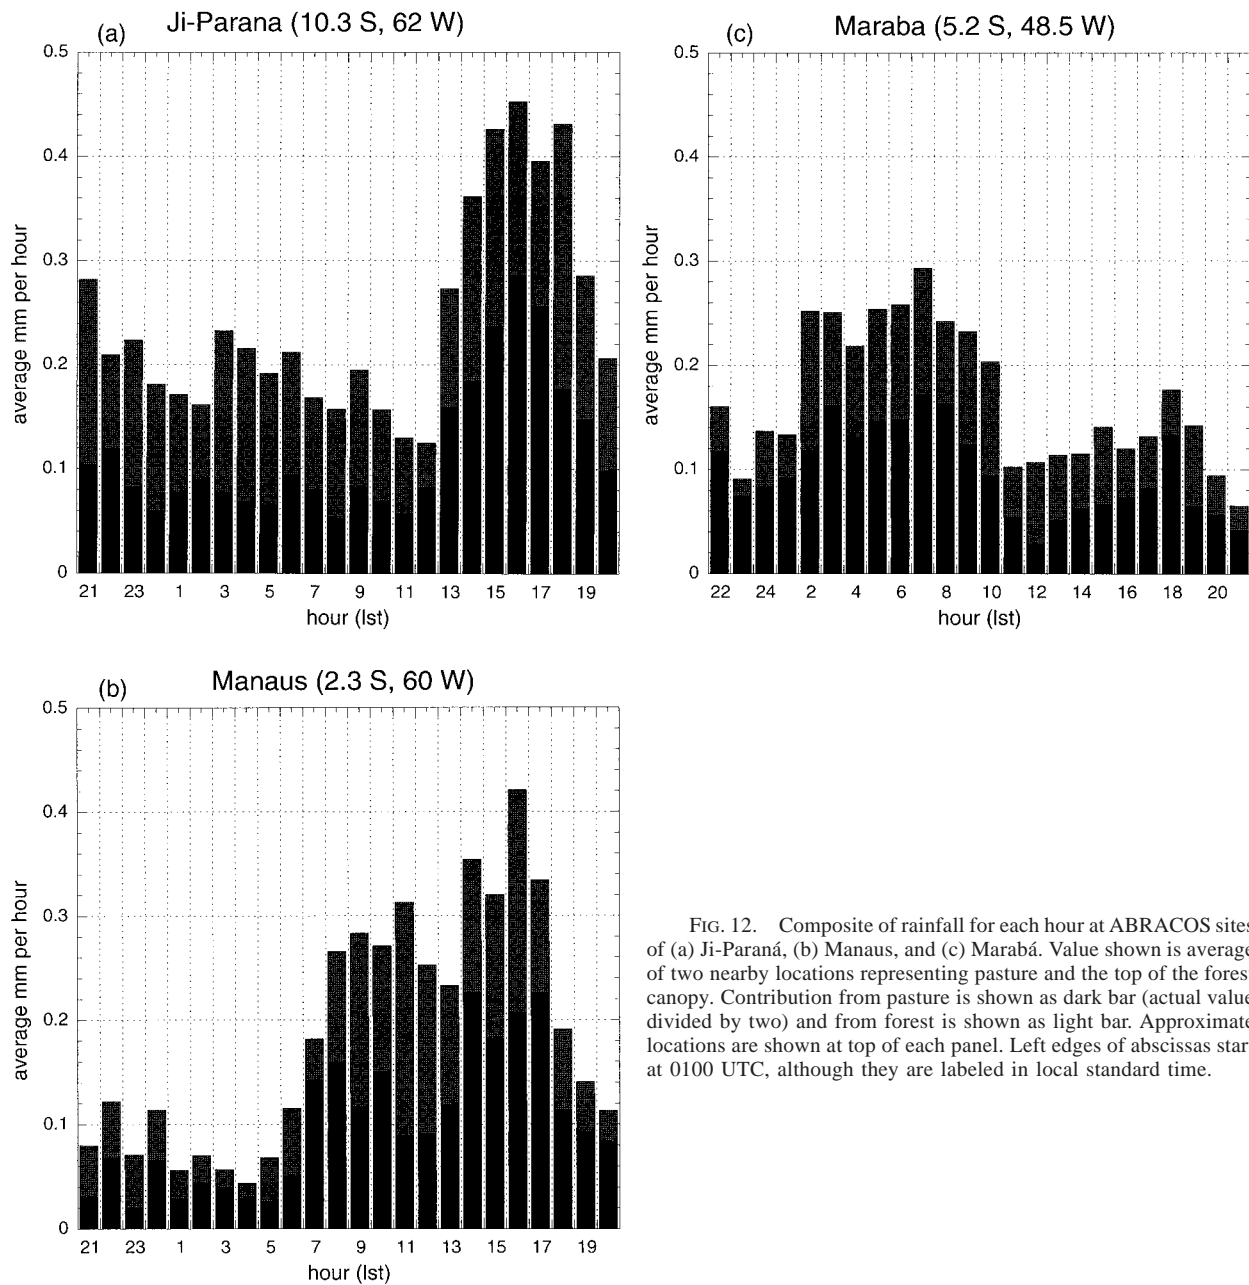 (a) Ji-Parana (10.3 S, 62 W)
0.5
0.4
0.3
0.2
0.1
0
average mm per hour
21 23 1 3 5 7 9 11 13 15 17 19
hour (lst)
(c) Maraba (5.2 S, 48.5 W)
0.5
0.4
0.3
0.2
0.1
0
average mm per hour
22 24 2 4 6 8 10 12 14 16 18 20
hour (lst)
(b) Manaus (2.3 S, 60 W)
0.5
0.4
0.3
0.2
0.1
0
average mm per hour
21 23 1 3 5 7 9 11 13 15 17 19
hour (lst)
FIG. 12. Composite of rainfall for each hour at ABRACOS sites
of (a) Ji-Paraná, (b) Manaus, and (c) Marabá. Value shown is average
of two nearby locations representing pasture and the top of the fores
canopy. Contribution from pasture is shown as dark bar (actual value
divided by two) and from forest is shown as light bar. Approximate
locations are shown at top of each panel. Left edges of abscissas star
at 0100 UTC, although they are labeled in local standard time.